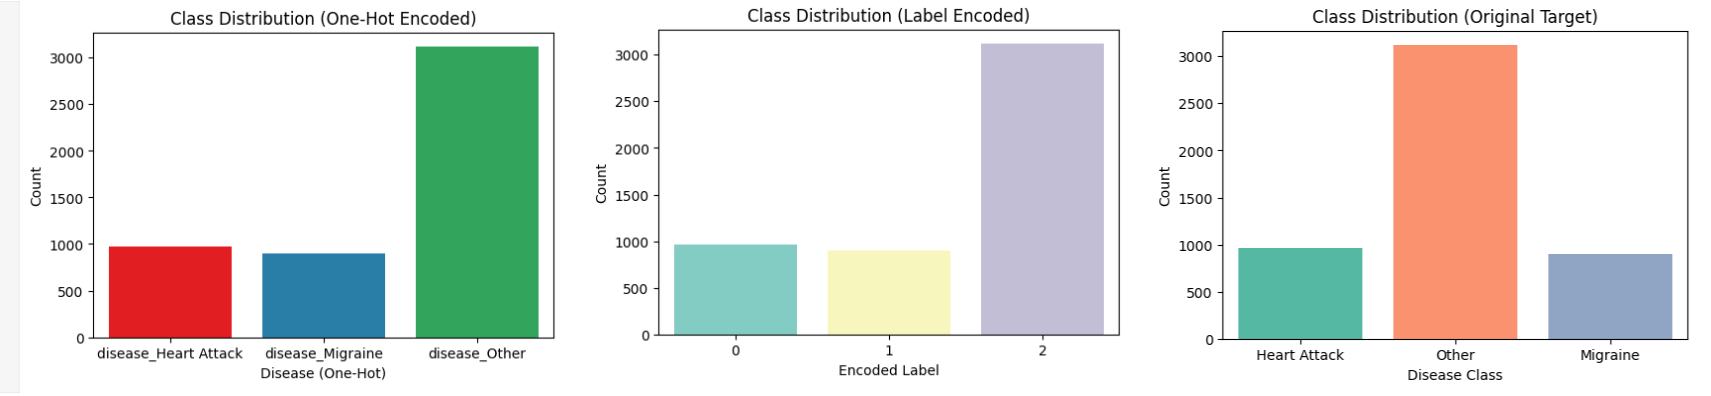 Class Distribution (One-Hot Encoded)
3000
2500
2000
1500
1000
500
0
Count
disease_Heart Attack disease_Migraine disease_Other
Disease (One-Hot)
Class Distribution (Label Encoded)
3000
2500
2000
1500
1000
500
0
Count
0 1 2
Encoded Label
Class Distribution (Original Target)
3000
2500
2000
1500
1000
500
0
Count
Heart Attack Other Migraine
Disease Class